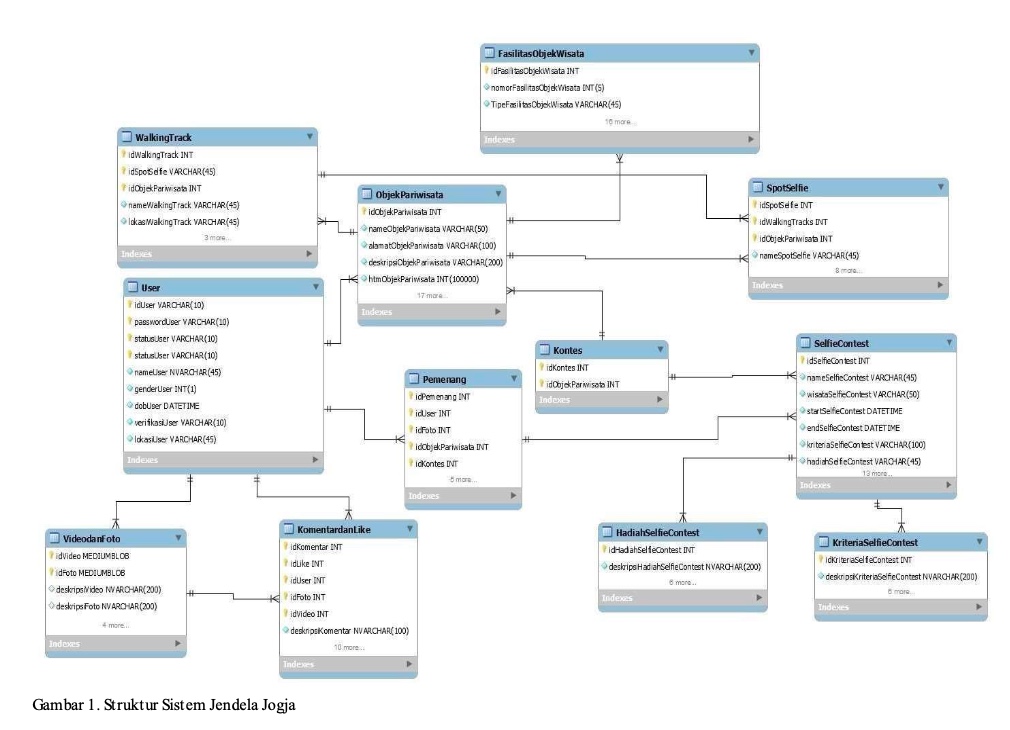 FasilitasObjekWisata
idFasilitasObjekWisata INT
nomorFasilitasObjekWisata INT(5)
TipeFasilitasObjekWisata VARCHAR(45)
16 more...
Indexes
WalkingTrack
idWalkingTrack INT
idSpotSelfie VARCHAR(45)
idObjekPariwisata INT
nameWalkingTrack VARCHAR(45)
lokasiWalkingTrack VARCHAR(45)
3 more...
Indexes
ObjekPariwisata
idObjekPariwisata INT
nameObjekPariwisata VARCHAR(50)
alamatObjekPariwisata VARCHAR(100)
deskripsiObjekPariwisata VARCHAR(200)
htmObjekPariwisata INT(100000)
17 more...
Indexes
SpotSelfie
idSpotSelfie INT
idWalkingTracks INT
idObjekPariwisata INT
nameSpotSelfie VARCHAR(45)
8 more...
Indexes
User
idUser VARCHAR(10)
passwordUser VARCHAR(10)
statusUser VARCHAR(10)
statusUser VARCHAR(10)
nameUser NVARCHAR(45)
genderUser INT(1)
dobUser DATETIME
verifikasiUser VARCHAR(10)
lokasiUser VARCHAR(45)
Indexes
Kontes
idKontes INT
idObjekPariwisata INT
Indexes
SelfieContest
idSelfieContest INT
nameSelfieContest VARCHAR(45)
wisataSelfieContest VARCHAR(50)
startSelfieContest DATETIME
endSelfieContest DATETIME
kriteriaSelfieContest VARCHAR(100)
hadiahSelfieContest VARCHAR(45)
13 more...
Indexes
Pemenang
idPemenang INT
idUser INT
idFoto INT
idObjekPariwisata INT
idKontes INT
6 more...
Indexes
VideodanFoto
idVideo MEDIUMBLOB
idFoto MEDIUMBLOB
deskripsiVideo NVARCHAR(200)
deskripsiFoto NVARCHAR(200)
4 more...
Indexes
KomentardanLike
idKomentar INT
idLike INT
idUser INT
idFoto INT
idVideo INT
deskripsiKomentar NVARCHAR(100)
10 more...
Indexes
HadiahSelfieContest
idHadiahSelfieContest INT
deskripsiHadiahSelfieContest NVARCHAR(200)
6 more...
Indexes
KriteriaSelfieContest
idKriteriaSelfieContest INT
deskripsiKriteriaSelfieContest NVARCHAR(200)
6 more...
Indexes
Gambar 1. Struktur Sistem Jendela Jogja